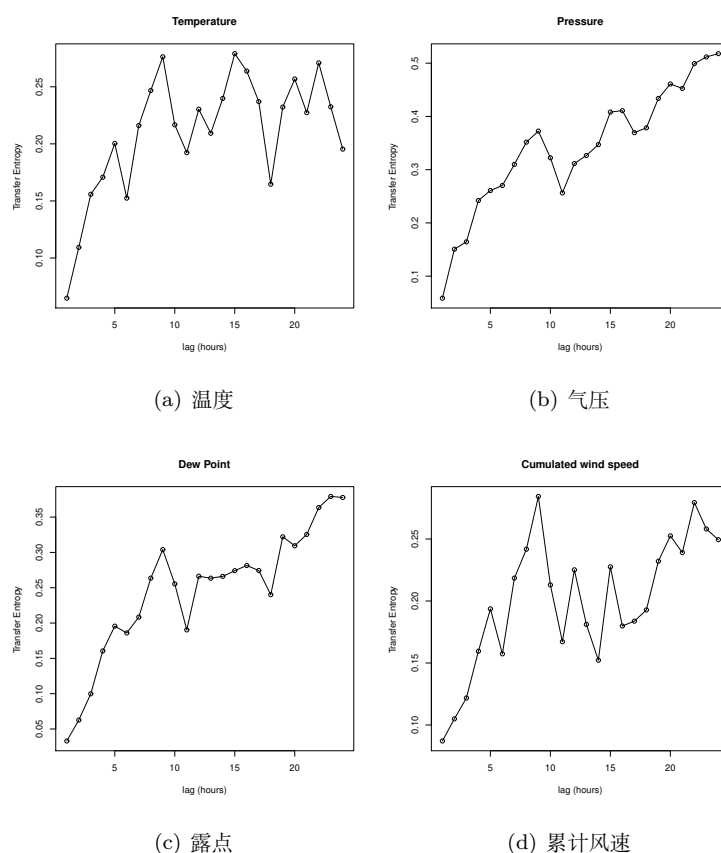 Temperature
Transfer Entropy
0.10 0.15 0.20 0.25
5 10 15 20
lag (hours)
(a) 温度
Pressure
Transfer Entropy
0.1 0.2 0.3 0.4 0.5
5 10 15 20
lag (hours)
(b) 气压
Dew Point
Transfer Entropy
0.05 0.10 0.15 0.20 0.25 0.30 0.35
5 10 15 20
lag (hours)
(c) 露点
Cumulated wind speed
Transfer Entropy
0.10 0.15 0.20 0.25
5 10 15 20
lag (hours)
(d) 累计风速